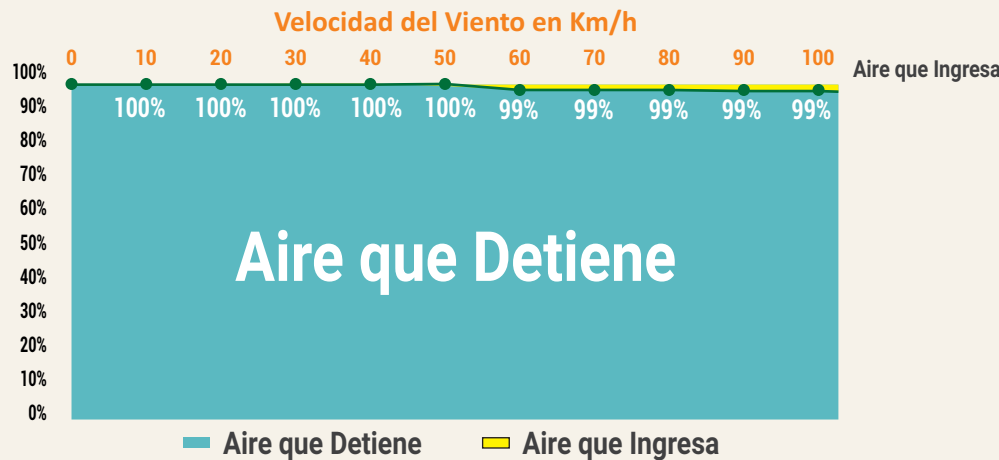 Velocidad del Viento en Km/h
0 10 20 30 40 50 60 70 80 90 100
Aire que Ingresa
100%
90%
80%
70%
60%
50%
40%
30%
20%
10%
0%
100% 100% 100% 100% 100% 99% 99% 99% 99% 99%
Aire que Detiene
Aire que Detiene Aire que Ingresa